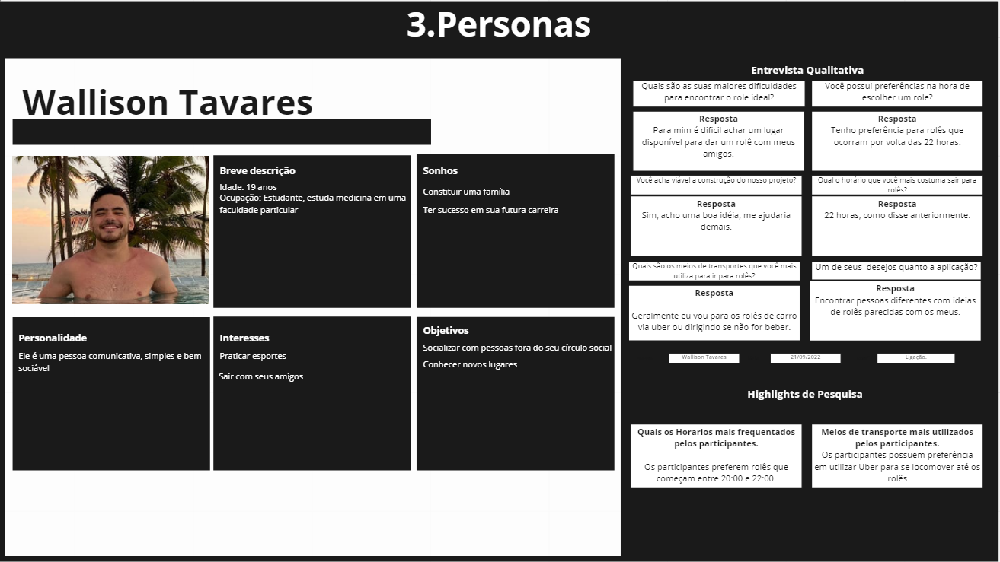 3.Personas
Wallison Tavares
Breve descrição
Idade: 19 anos
Ocupação: Estudante, estuda medicina em uma
faculdade particular
Sonhos
Constituir uma família
Ter sucesso em sua futura carreira
Personalidade
Ele é uma pessoa comunicativa, simples e bem
sociável
Interesses
Praticar esportes
Sair com seus amigos
Objetivos
Socializar com pessoas fora do seu círculo social
Conhecer novos lugares
Entrevista Qualitativa
Quais são as suas maiores dificuldades
para encontrar o role ideal?
Resposta
Para mim é dificil achar um lugar
disponível para dar um rolê com meus
amigos.
Você possui preferências na hora de
escolher um role?
Resposta
Tenho preferência para rolês que
ocorram por volta das 22 horas.
Você acha viável a construção do nosso projeto?
Resposta
Sim, acho uma boa idéia, me ajudaria
demais.
Qual o horário que você mais costuma sair para
rolês?
Resposta
22 horas, como disse anteriormente.
Quais são os meios de transportes que você mais
utiliza para ir para rolês?
Resposta
Geralmente eu vou para os rolês de carro
via uber ou dirigindo se não for beber.
Um de seus  desejos quanto a aplicação?
Resposta
Encontrar pessoas diferentes com ideias
de rolês parecidas com os meus.
Wallison Tavares
21/09/2022
Ligação.
Highlights de Pesquisa
Quais os Horarios mais frequentados
pelos participantes.
Os participantes preferem rolês que
começam entre 20:00 e 22:00.
Meios de transporte mais utilizados
pelos participantes.
Os participantes possuem preferência
em utilizar Uber para se locomover até os
rolês